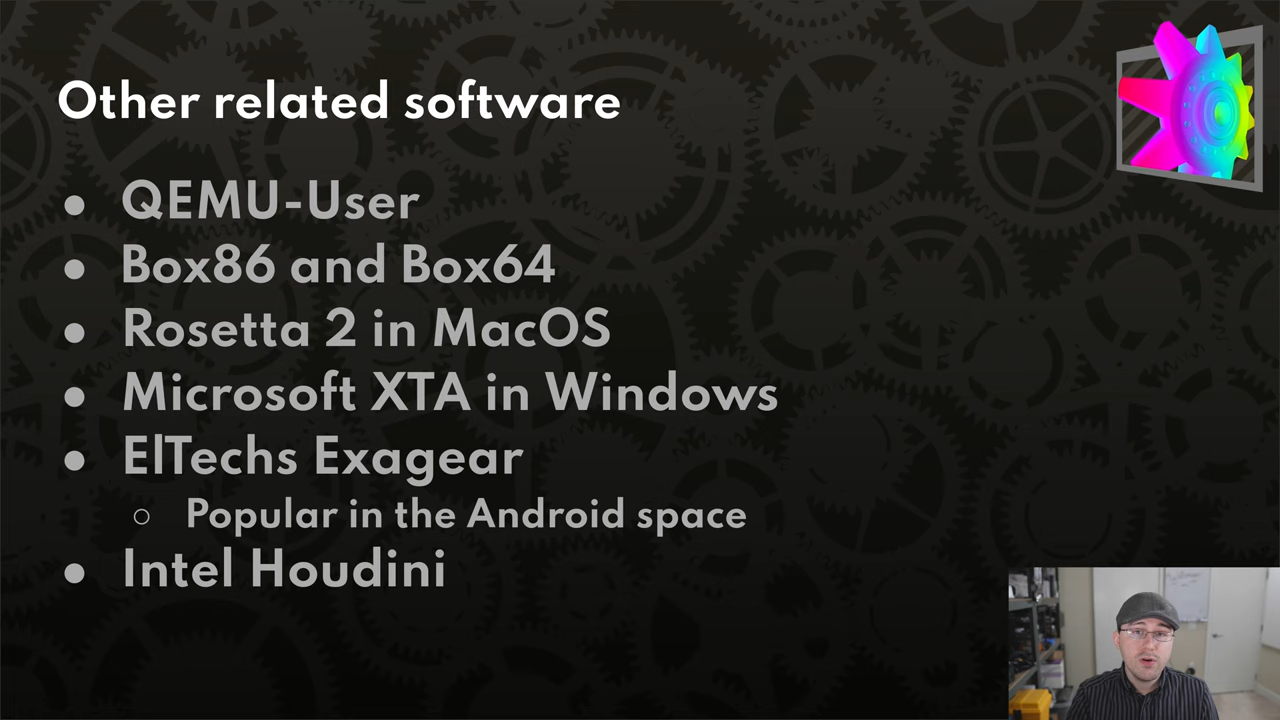 Other related software
● QEMU-User
● Box86 and Box64
● Rosetta 2 in MacOS
● Microsoft XTA in Windows
● ElTechs Exagear
○ Popular in the Android space
● Intel Houdini